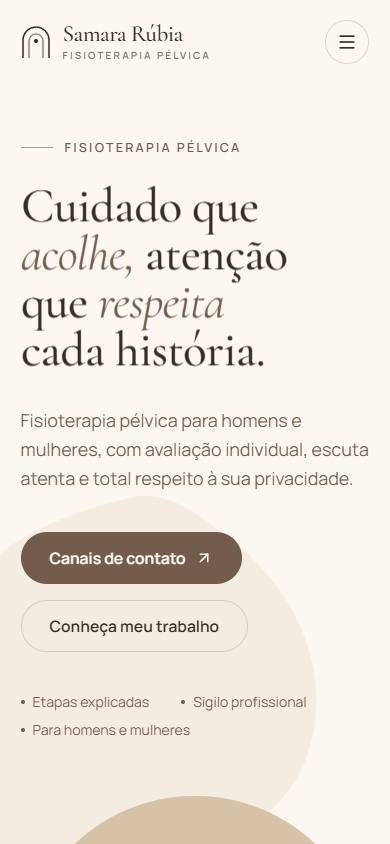 Samara Rúbia
FISIOTERAPIA PÉLVICA
FISIOTERAPIA PÉLVICA
Cuidado que
acolhe, atenção
que respeita
cada história.
Fisioterapia pélvica para homens e
mulheres, com avaliação individual, escuta
atenta e total respeito à sua privacidade.
Canais de contato
Conheça meu trabalho
Etapas explicadas
Sigilo profissional
Para homens e mulheres